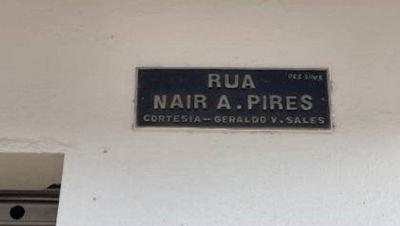 RUA
NAIR A. PIRES
CORTESIA - GERALDO V. SALES